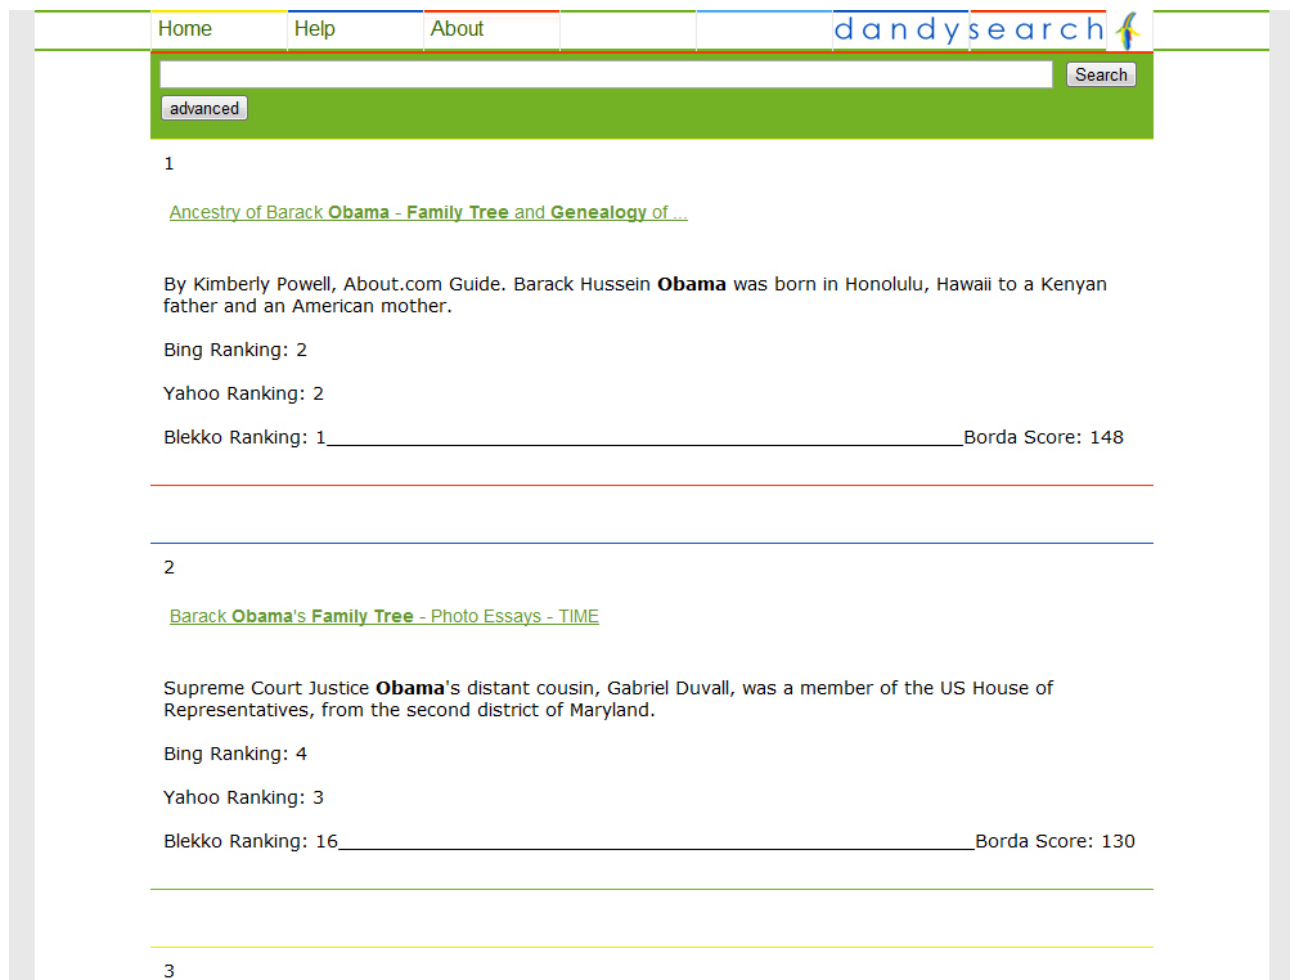 Home Help About dandysearch
Search
advanced
1
Ancestry of Barack Obama - Family Tree and Genealogy of ...
By Kimberly Powell, About.com Guide. Barack Hussein Obama was born in Honolulu, Hawaii to a Kenyan
father and an American mother.
Bing Ranking: 2
Yahoo Ranking: 2
Blekko Ranking: 1 Borda Score: 148
2
Barack Obama's Family Tree - Photo Essays - TIME
Supreme Court Justice Obama's distant cousin, Gabriel Duvall, was a member of the US House of
Representatives, from the second district of Maryland.
Bing Ranking: 4
Yahoo Ranking: 3
Blekko Ranking: 16 Borda Score: 130
3